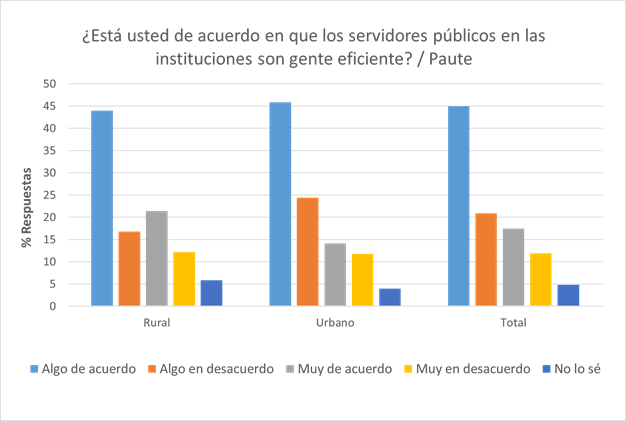 ¿Está usted de acuerdo en que los servidores públicos en las
instituciones son gente eficiente? / Paute
% Respuestas
50
45
40
35
30
25
20
15
10
5
0
Rural Urbano Total
Algo de acuerdo Algo en desacuerdo Muy de acuerdo Muy en desacuerdo No lo sé